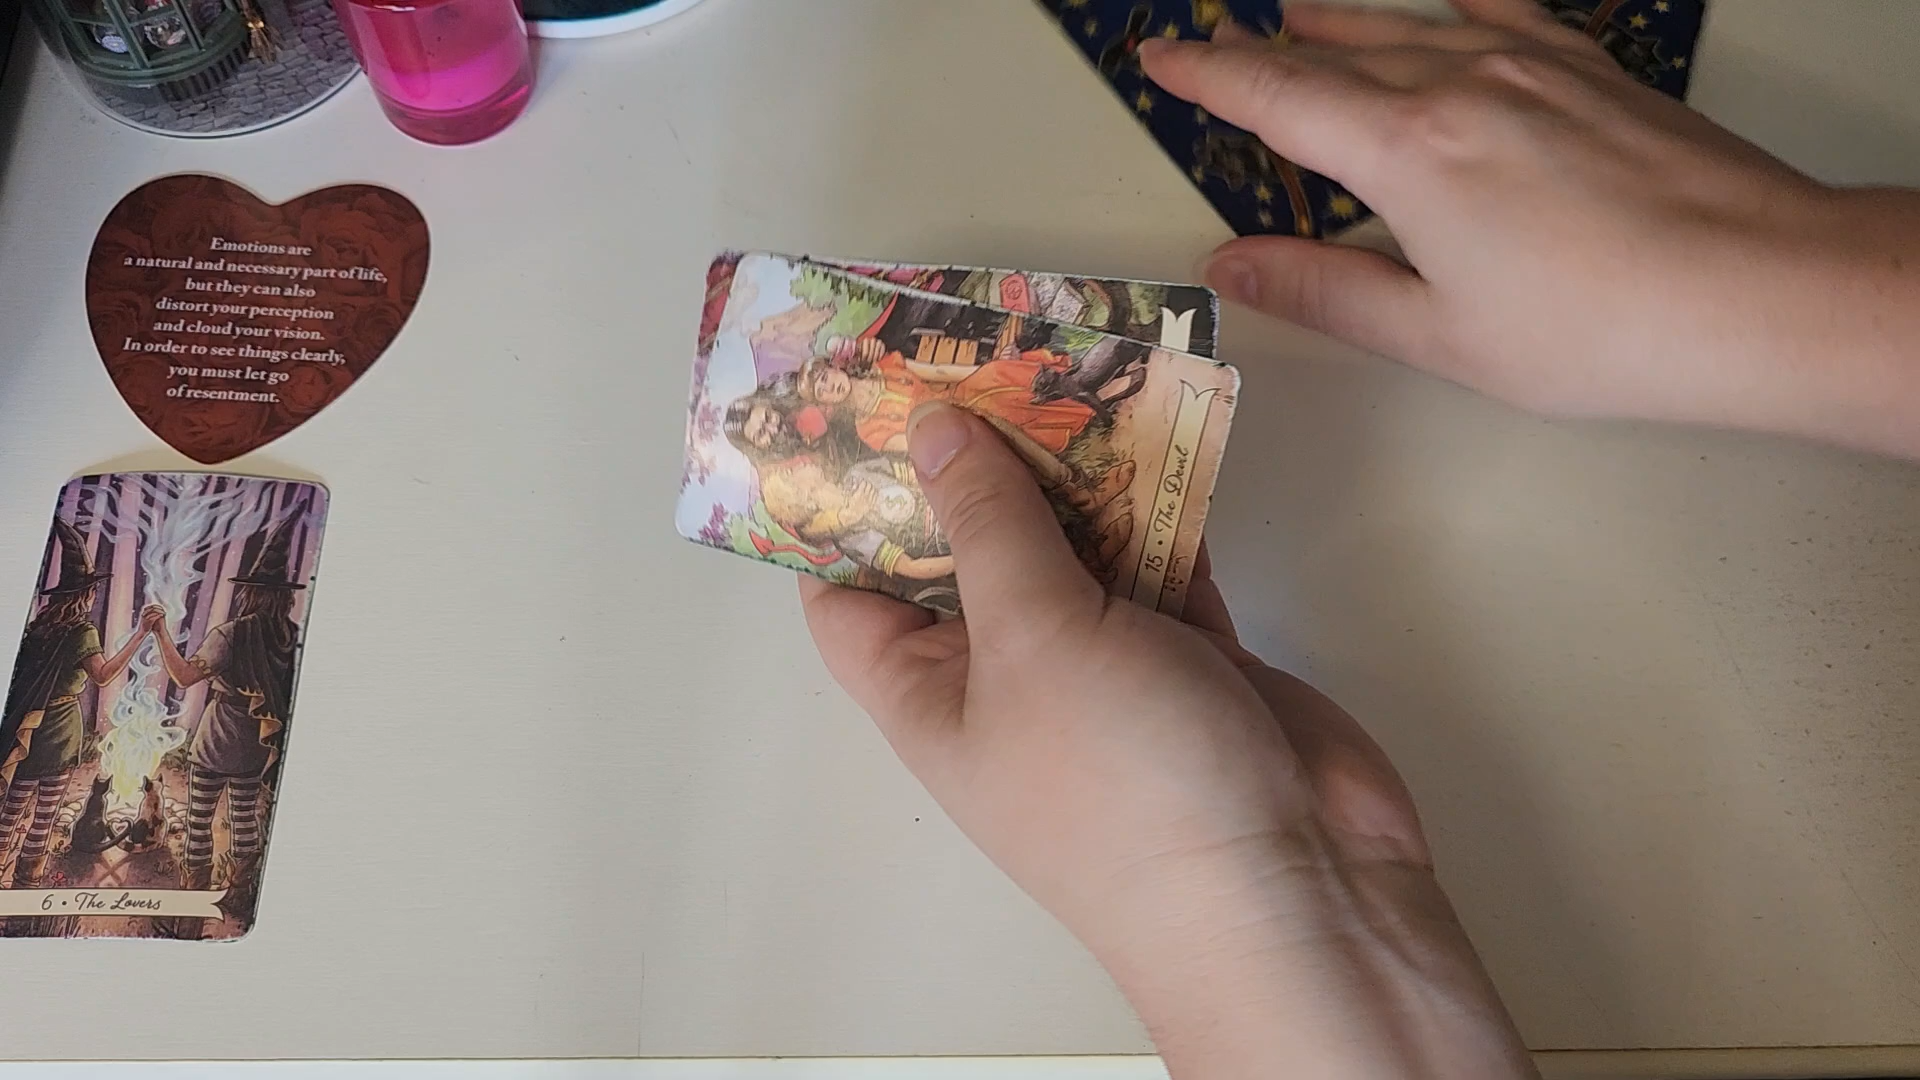 Emotions are
a natural and necessary part of life,
but they can also
distort your perception
and cloud your vision.
In order to see things clearly,
you must let go
of resentment.
15 • The Devil
6 • The Lovers